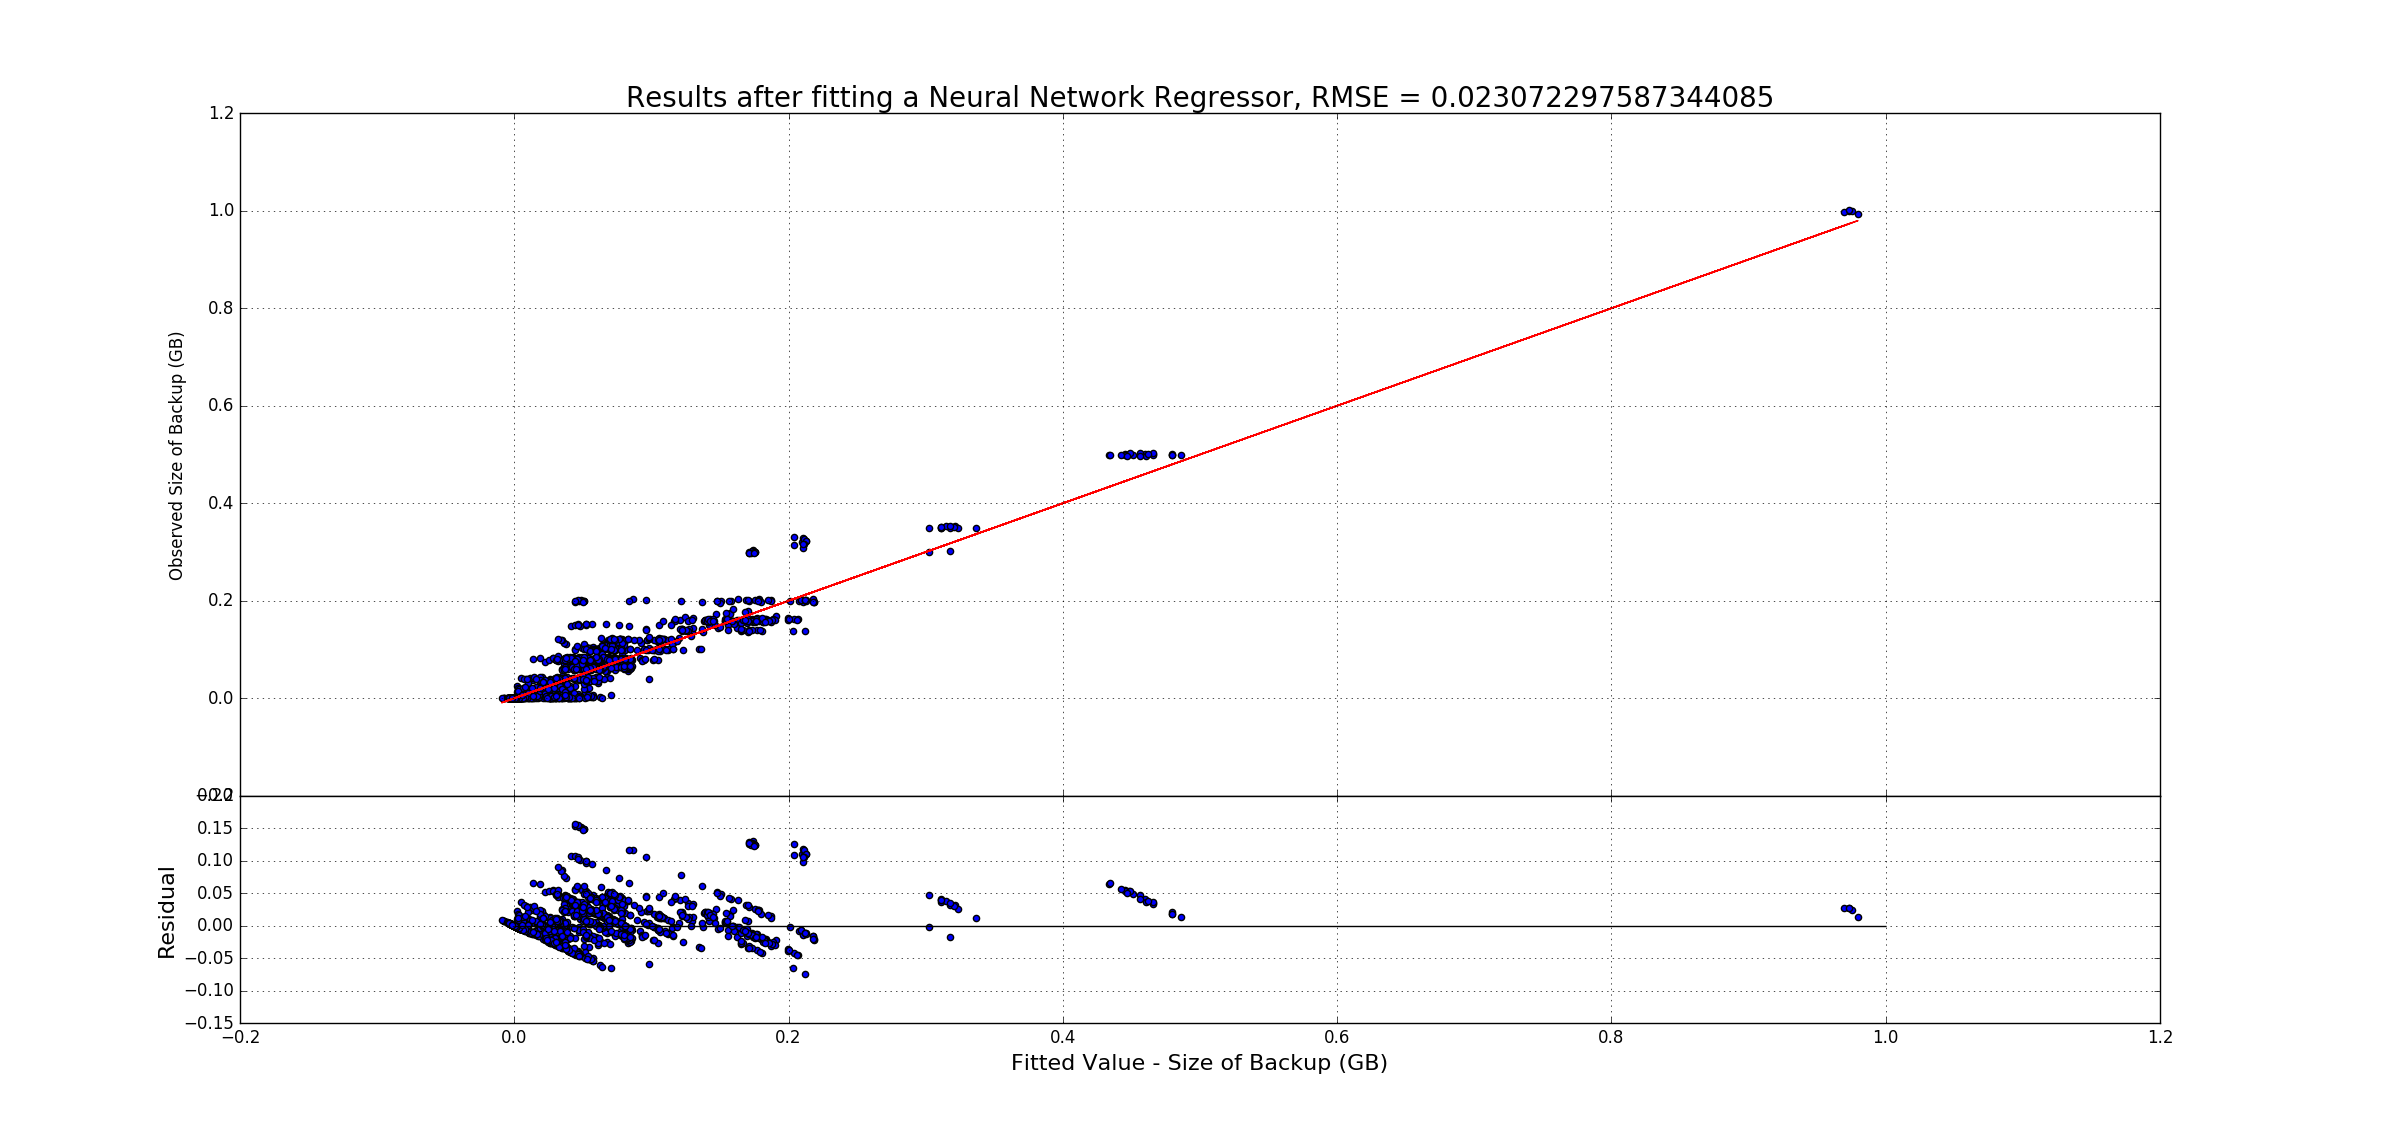 Results after fitting a Neural Network Regressor, RMSE = 0.023072297587344085
1.2
1.0
0.8
0.6
0.4
0.2
0.0
Observed Size of Backup (GB)
0.15
0.10
0.05
0.00
−0.05
−0.10
−0.15
Residual
−0.2 0.0 0.2 0.4 0.6 0.8 1.0 1.2
Fitted Value - Size of Backup (GB)